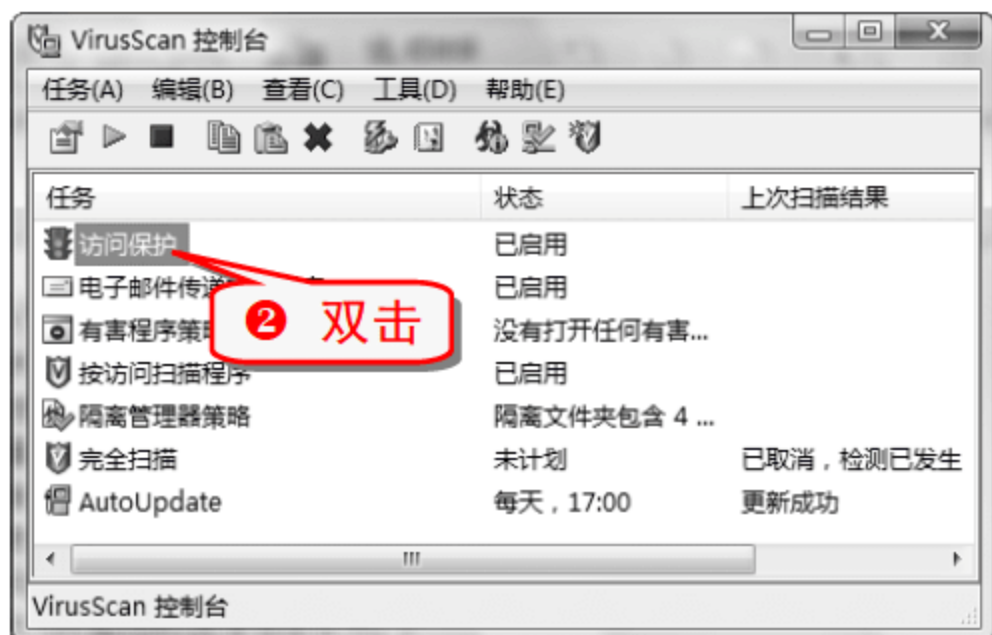 VirusScan 控制台
任务(A) 编辑(B) 查看(C) 工具(D) 帮助(E)
任务 状态 上次扫描结果
访问保护 已启用
电子邮件传递 已启用
有害程序策略 没有打开任何有害...
❷ 双击
按访问扫描程序 已启用
隔离管理器策略 隔离文件夹包含 4 ...
完全扫描 未计划 已取消，检测已发生
AutoUpdate 每天，17:00 更新成功
VirusScan 控制台